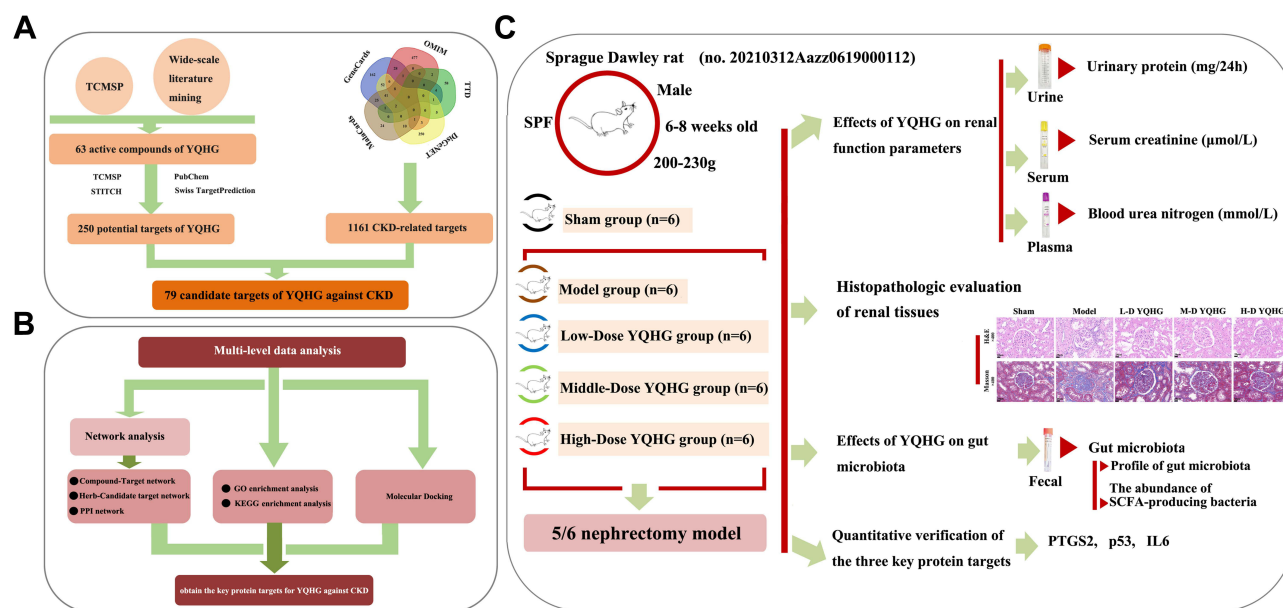 A
TCMSP
Wide-scale
literature
mining
GeneCards
OMIM
TTD
DisGeNET
MalaCards
63 active compounds of YQHG
TCMSP
PubChem
STITCH
Swiss TargetPrediction
250 potential targets of YQHG
1161 CKD-related targets
79 candidate targets of YQHG against CKD
B
Multi-level data analysis
Network analysis
Compound-Target network
Herb-Candidate target network
PPI network
GO enrichment analysis
KEGG enrichment analysis
Molecular Docking
obtain the key protein targets for YQHG against CKD
C
Sprague Dawley rat (no. 20210312Aazz0619000112)
SPF
Male
6-8 weeks old
200-230g
Sham group (n=6)
Model group (n=6)
Low-Dose YQHG group (n=6)
Middle-Dose YQHG group (n=6)
High-Dose YQHG group (n=6)
5/6 nephrectomy model
Effects of YQHG on renal
function parameters
Urine
Urinary protein (mg/24h)
Serum
Serum creatinine (μmol/L)
Plasma
Blood urea nitrogen (mmol/L)
Histopathologic evaluation
of renal tissues
Sham
Model
L-D YQHG
M-D YQHG
H-D YQHG
H&E
Masson
Effects of YQHG on gut
microbiota
Fecal
Gut microbiota
Profile of gut microbiota
The abundance of
SCFA-producing bacteria
Quantitative verification of
the three key protein targets
PTGS2, p53, IL6